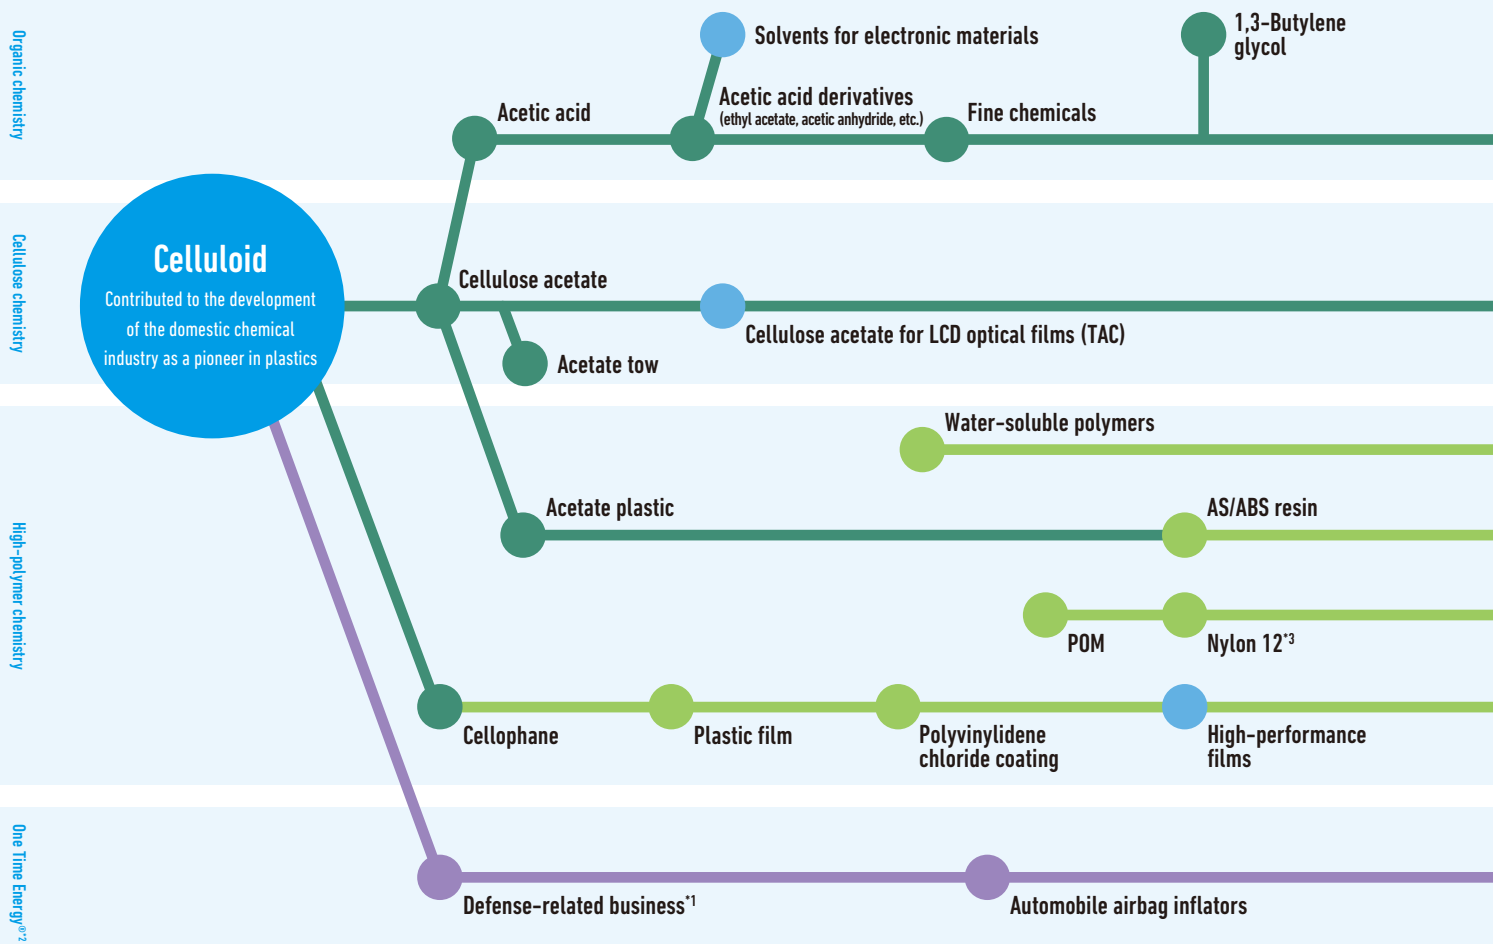 Organic chemistry
Solvents for electronic materials
1,3-Butylene
glycol
Acetic acid
Acetic acid derivatives
(ethyl acetate, acetic anhydride, etc.)
Fine chemicals
Cellulose chemistry
Celluloid
Contributed to the development
of the domestic chemical
industry as a pioneer in plastics
Cellulose acetate
Cellulose acetate for LCD optical films (TAC)
Acetate tow
High-polymer chemistry
Water-soluble polymers
Acetate plastic
AS/ABS resin
POM
Nylon 12*3
Cellophane
Plastic film
Polyvinylidene
chloride coating
High-performance
films
One Time Energy®*2
Defense-related business*1
Automobile airbag inflators